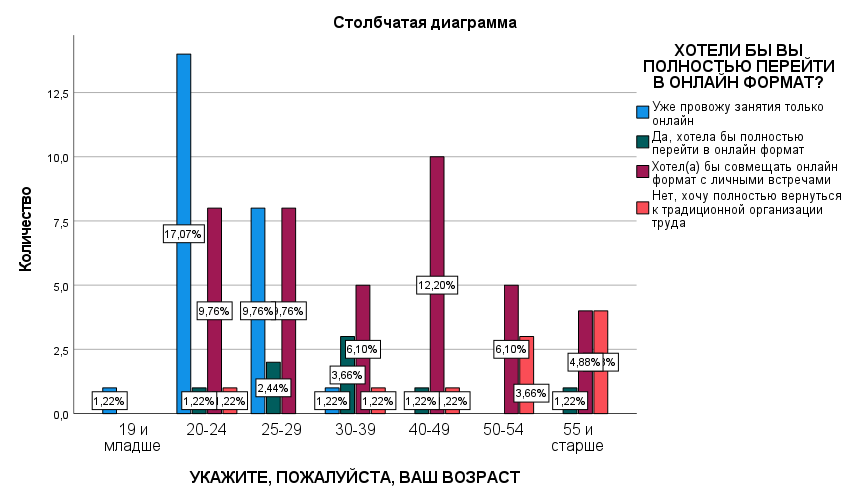 Столбчатая диаграмма
ХОТЕЛИ БЫ ВЫ
ПОЛНОСТЬЮ ПЕРЕЙТИ
В ОНЛАЙН ФОРМАТ?
Уже провожу занятия только
онлайн
Да, хотела бы полностью
перейти в онлайн формат
Хотел(а) бы совмещать онлайн
формат с личными встречами
Нет, хочу полностью вернуться
к традиционной организации
труда
Количество
12,5
10,0
7,5
5,0
2,5
0,0
1,22%
17,07%
1,22%
9,76%
1,22%
9,76%
2,44%
9,76%
1,22%
3,66%
6,10%
1,22%
1,22%
12,20%
1,22%
6,10%
3,66%
1,22%
4,88%
19 и
младше
20-24
25-29
30-39
40-49
50-54
55 и
старше
УКАЖИТЕ, ПОЖАЛУЙСТА, ВАШ ВОЗРАСТ